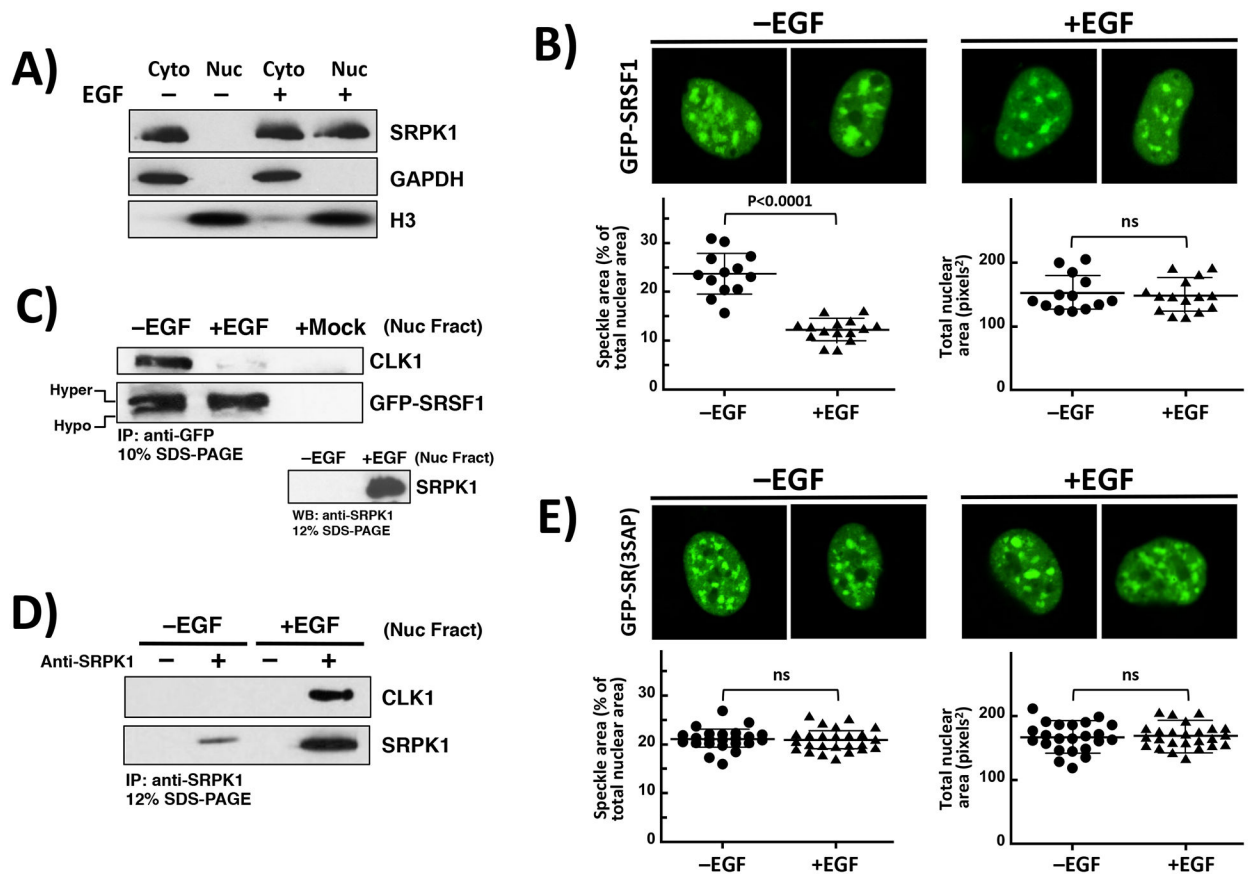 A)
Cyto Nuc Cyto Nuc
EGF – – + +
SRPK1
GAPDH
H3
B)
–EGF +EGF
GFP-SRSF1
P<0.0001
Speckle area (% of
total nuclear area)
30
20
10
0
–EGF +EGF
ns
Total nuclear
area (pixels²)
200
100
0
–EGF +EGF
C)
–EGF +EGF +Mock (Nuc Fract)
CLK1
Hyper
GFP-SRSF1
Hypo
IP: anti-GFP
10% SDS-PAGE
–EGF +EGF (Nuc Fract)
SRPK1
WB: anti-SRPK1
12% SDS-PAGE
D)
–EGF +EGF (Nuc Fract)
Anti-SRPK1 – + – +
CLK1
SRPK1
IP: anti-SRPK1
12% SDS-PAGE
E)
–EGF +EGF
GFP-SR(3SAP)
ns
Speckle area (% of
total nuclear area)
30
20
10
0
–EGF +EGF
ns
Total nuclear
area (pixels²)
200
100
0
–EGF +EGF